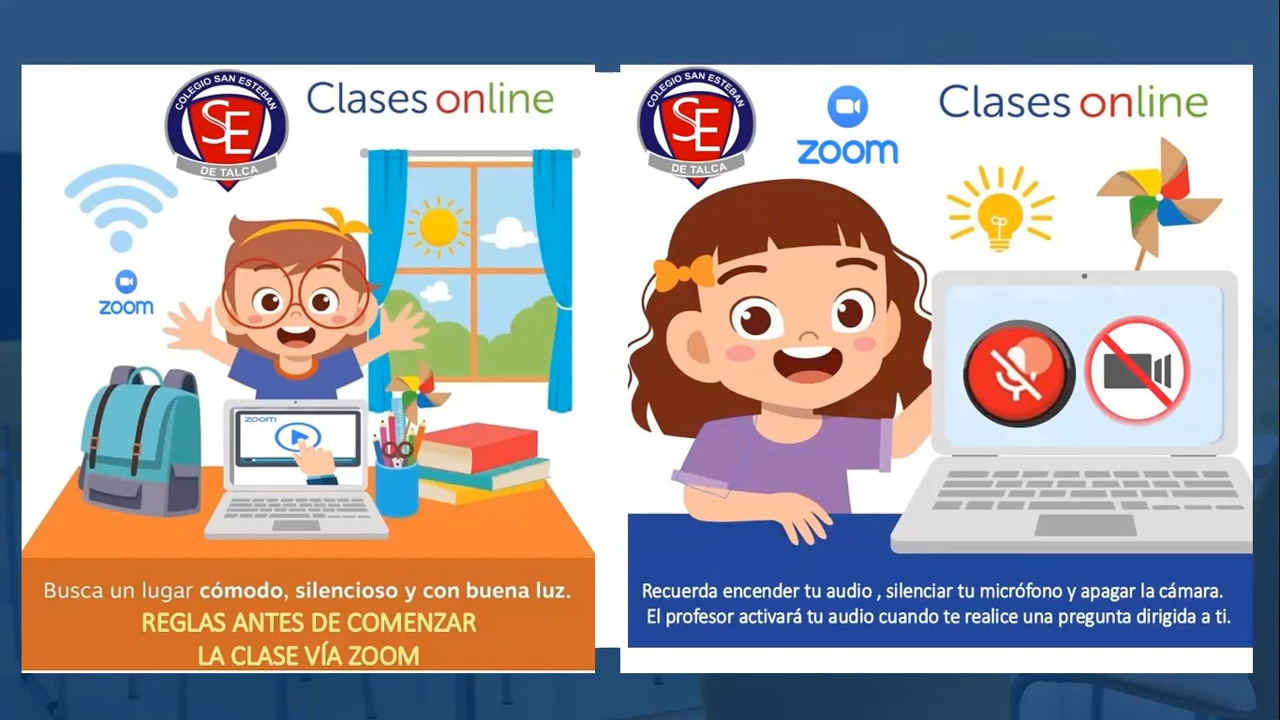 COLEGIO SAN ESTEBAN
SE
DE TALCA
Clases online
zoom
zoom
Busca un lugar cómodo, silencioso y con buena luz.
REGLAS ANTES DE COMENZAR
LA CLASE VÍA ZOOM
COLEGIO SAN ESTEBAN
SE
DE TALCA
zoom
Clases online
Recuerda encender tu audio , silenciar tu micrófono y apagar la cámara.
El profesor activará tu audio cuando te realice una pregunta dirigida a ti.